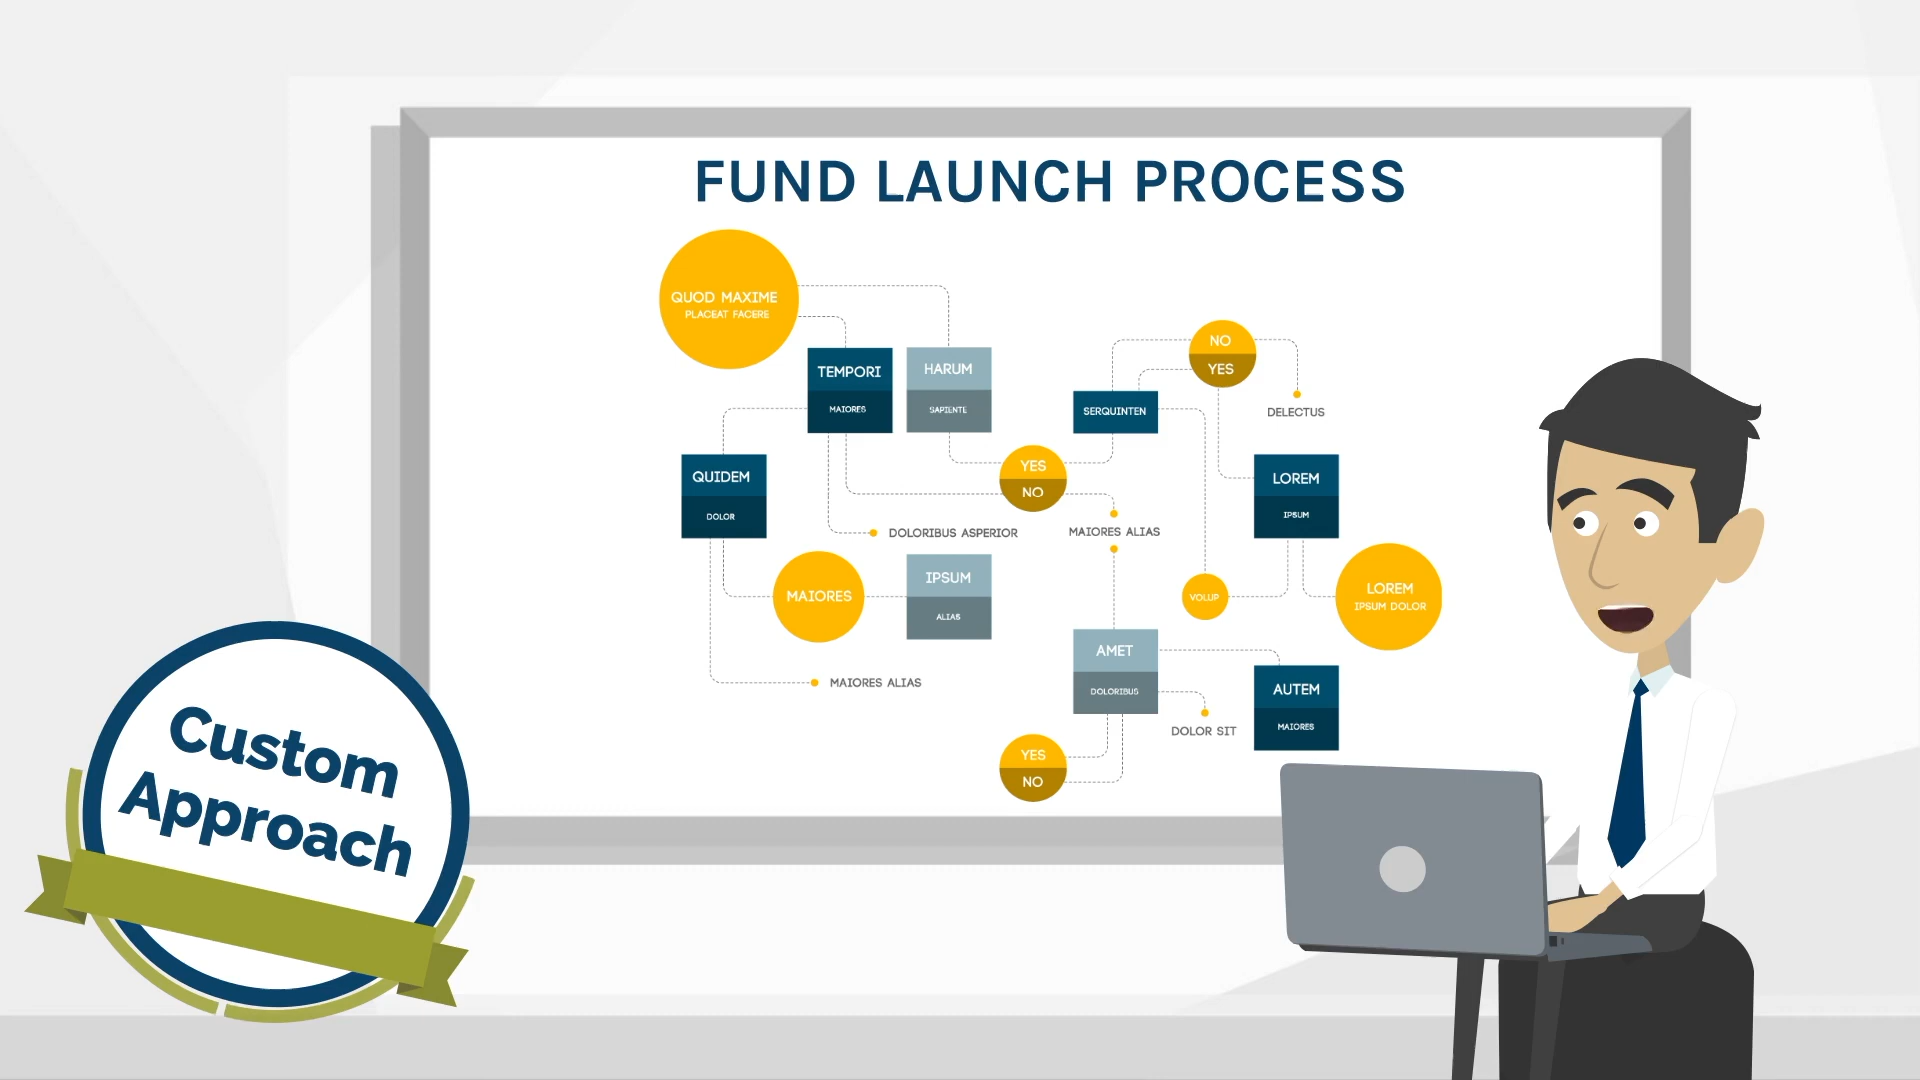 FUND LAUNCH PROCESS
QUOD MAXIME
PLACEAT FACERE
TEMPORI
MAIORES
HARUM
SAPIENTE
NO
YES
SERQUINTEN
DELECTUS
YES
NO
QUIDEM
DOLOR
LOREM
IPSUM
DOLORIBUS ASPERIOR
MAIORES ALIAS
MAIORES
IPSUM
ALIAS
VOLUP
LOREM
IPSUM DOLOR
MAIORES ALIAS
AMET
DOLORIBUS
AUTEM
MAIORES
DOLOR SIT
YES
NO
Custom
Approach